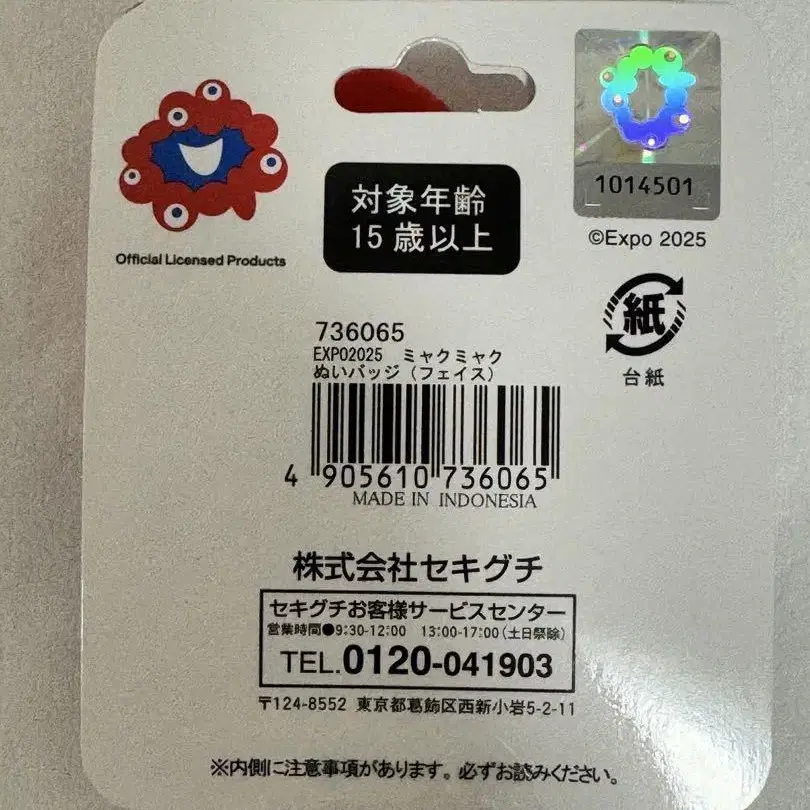 Official Licensed Products
対象年齢
15歳以上
1014501
©Expo 2025
紙
台紙
736065
EXPO2025 ミャクミャク
ぬいバッジ(フェイス)
4 905610 736065
MADE IN INDONESIA
株式会社セキグチ
セキグチお客様サービスセンター
営業時間●9:30-12:00 13:00-17:00(土日祭除)
TEL.0120-041903
〒124-8552 東京都葛飾区西新小岩5-2-11
※内側に注意事項があります。必ずお読みください。